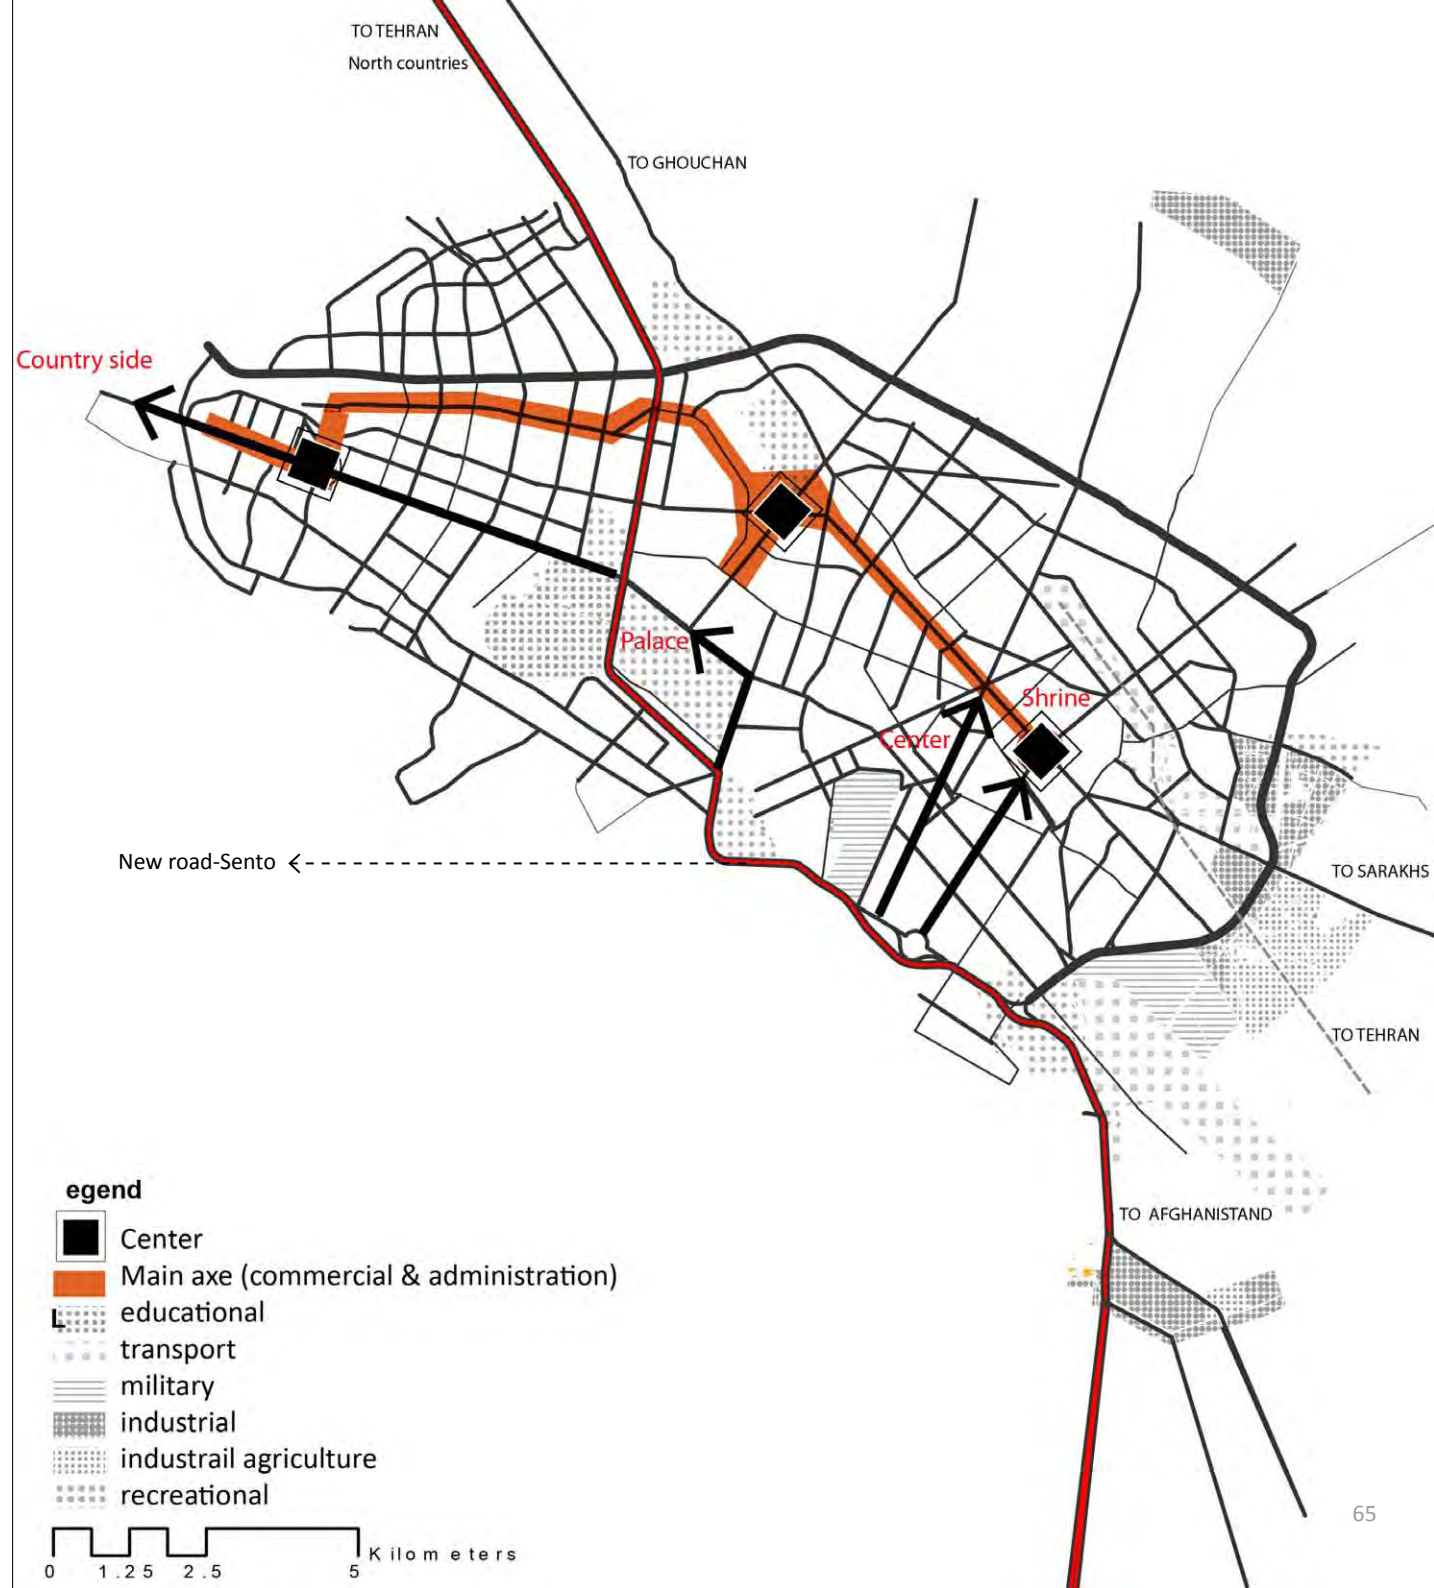 TO TEHRAN
North countries
TO GHOUCHAN
Country side
Palace
Shrine
Center
New road-Sento
TO SARAKHS
TO TEHRAN
TO AFGHANISTAND
egend
Center
Main axe (commercial & administration)
L
educational
transport
military
industrial
industrail agriculture
recreational
Kilometers
0 1.25 2.5 5
65